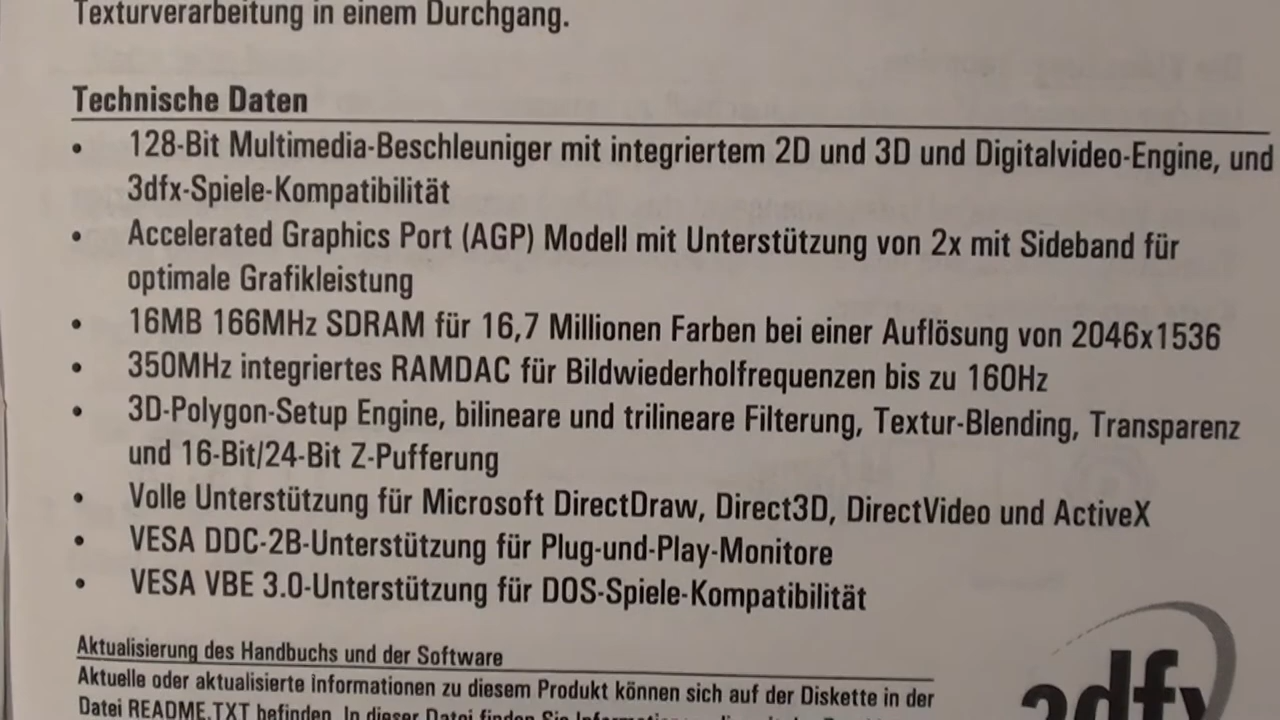 Texturverarbeitung in einem Durchgang.
Technische Daten
• 128-Bit Multimedia-Beschleuniger mit integriertem 2D und 3D und Digitalvideo-Engine, und
3dfx-Spiele-Kompatibilität
• Accelerated Graphics Port (AGP) Modell mit Unterstützung von 2x mit Sideband für
optimale Grafikleistung
• 16MB 166MHz SDRAM für 16,7 Millionen Farben bei einer Auflösung von 2046x1536
• 350MHz integriertes RAMDAC für Bildwiederholfrequenzen bis zu 160Hz
• 3D-Polygon-Setup Engine, bilineare und trilineare Filterung, Textur-Blending, Transparenz
und 16-Bit/24-Bit Z-Pufferung
• Volle Unterstützung für Microsoft DirectDraw, Direct3D, DirectVideo und ActiveX
• VESA DDC-2B-Unterstützung für Plug-und-Play-Monitore
• VESA VBE 3.0-Unterstützung für DOS-Spiele-Kompatibilität
Aktualisierung des Handbuchs und der Software
Aktuelle oder aktualisierte Informationen zu diesem Produkt können sich auf der Diskette in der
Datei README.TXT befinden. In dieser Datei finden Sie
3dfx